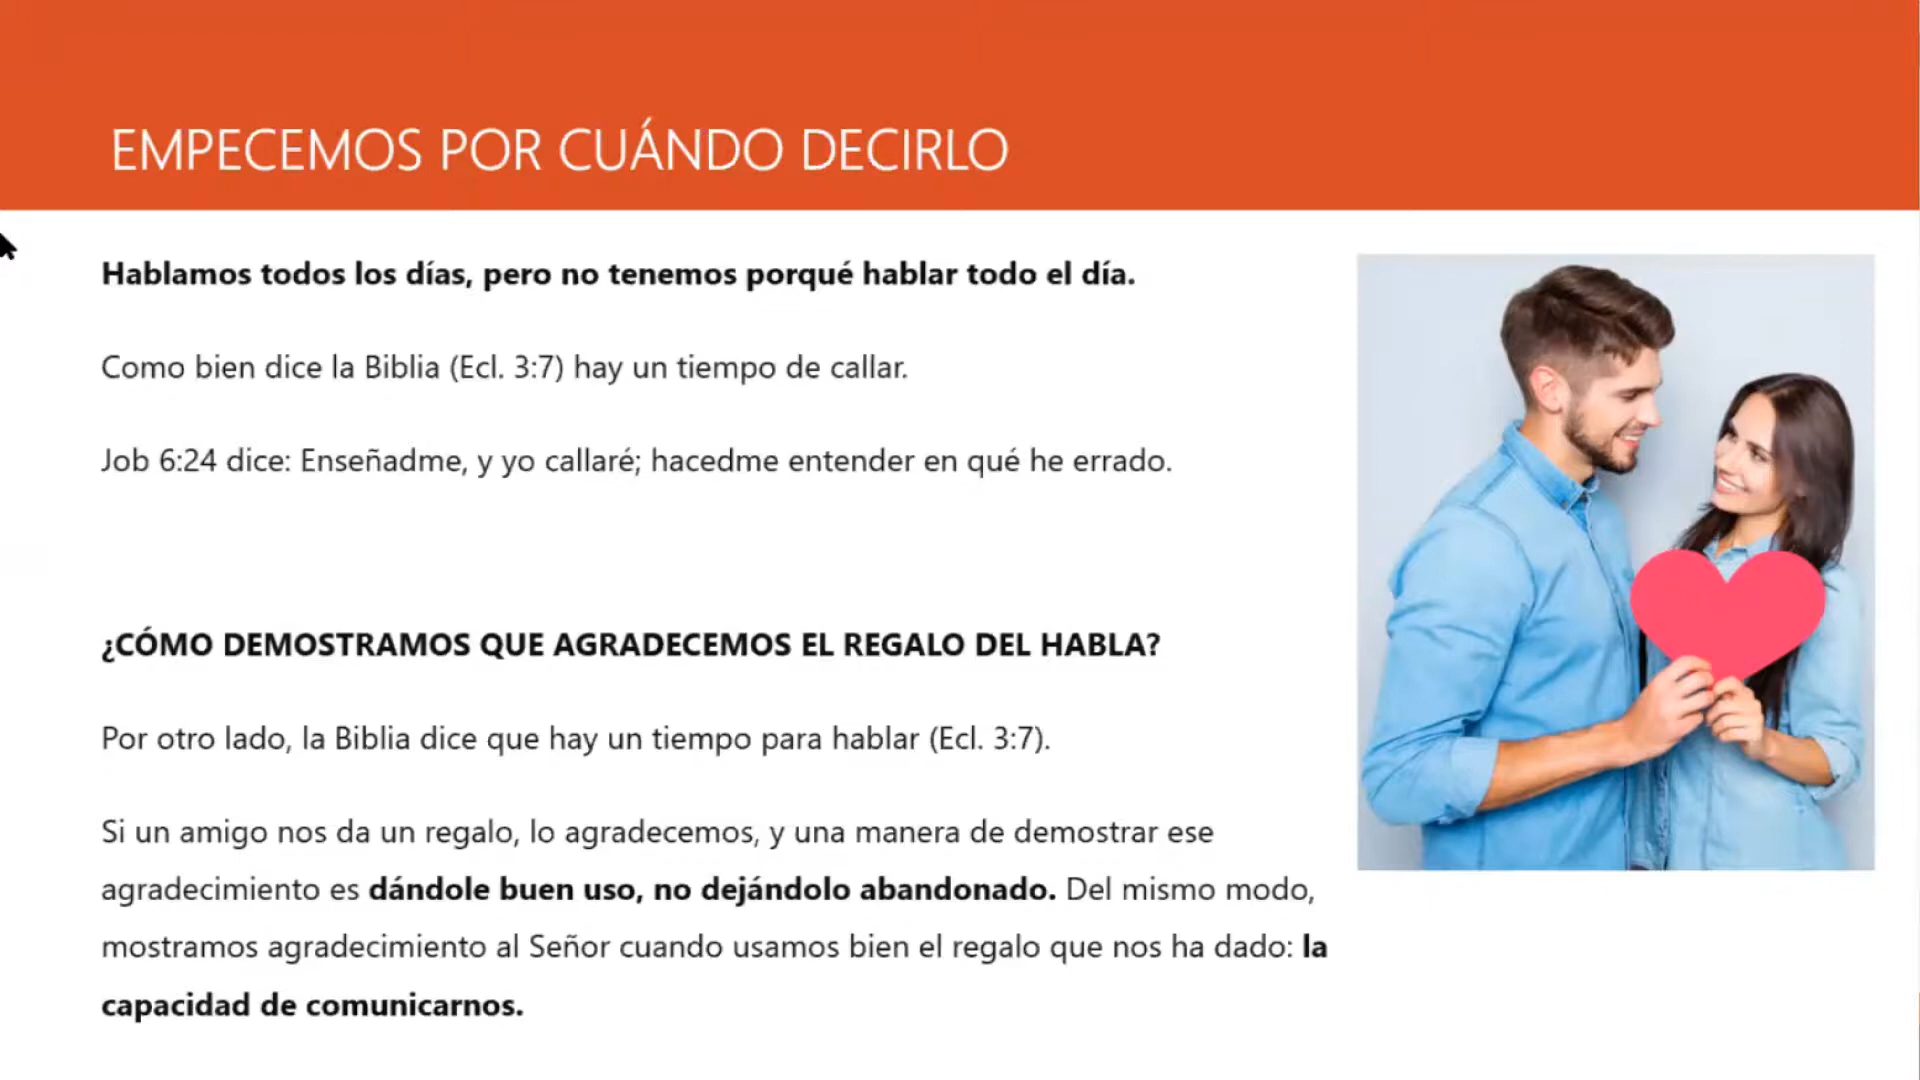 EMPECEMOS POR CUÁNDO DECIRLO
Hablamos todos los días, pero no tenemos porqué hablar todo el día.
Como bien dice la Biblia (Ecl. 3:7) hay un tiempo de callar.
Job 6:24 dice: Enseñadme, y yo callaré; hacedme entender en qué he errado.
¿CÓMO DEMOSTRAMOS QUE AGRADECEMOS EL REGALO DEL HABLA?
Por otro lado, la Biblia dice que hay un tiempo para hablar (Ecl. 3:7).
Si un amigo nos da un regalo, lo agradecemos, y una manera de demostrar ese
agradecimiento es dándole buen uso, no dejándolo abandonado. Del mismo modo,
mostramos agradecimiento al Señor cuando usamos bien el regalo que nos ha dado: la
capacidad de comunicarnos.